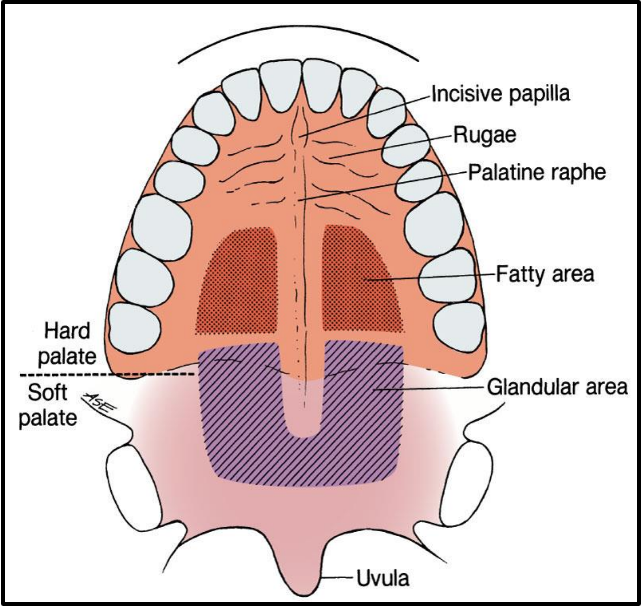 Incisive papilla
Rugae
Palatine raphe
Fatty area
Hard
palate
Soft
palate
ASE
Glandular area
Uvula